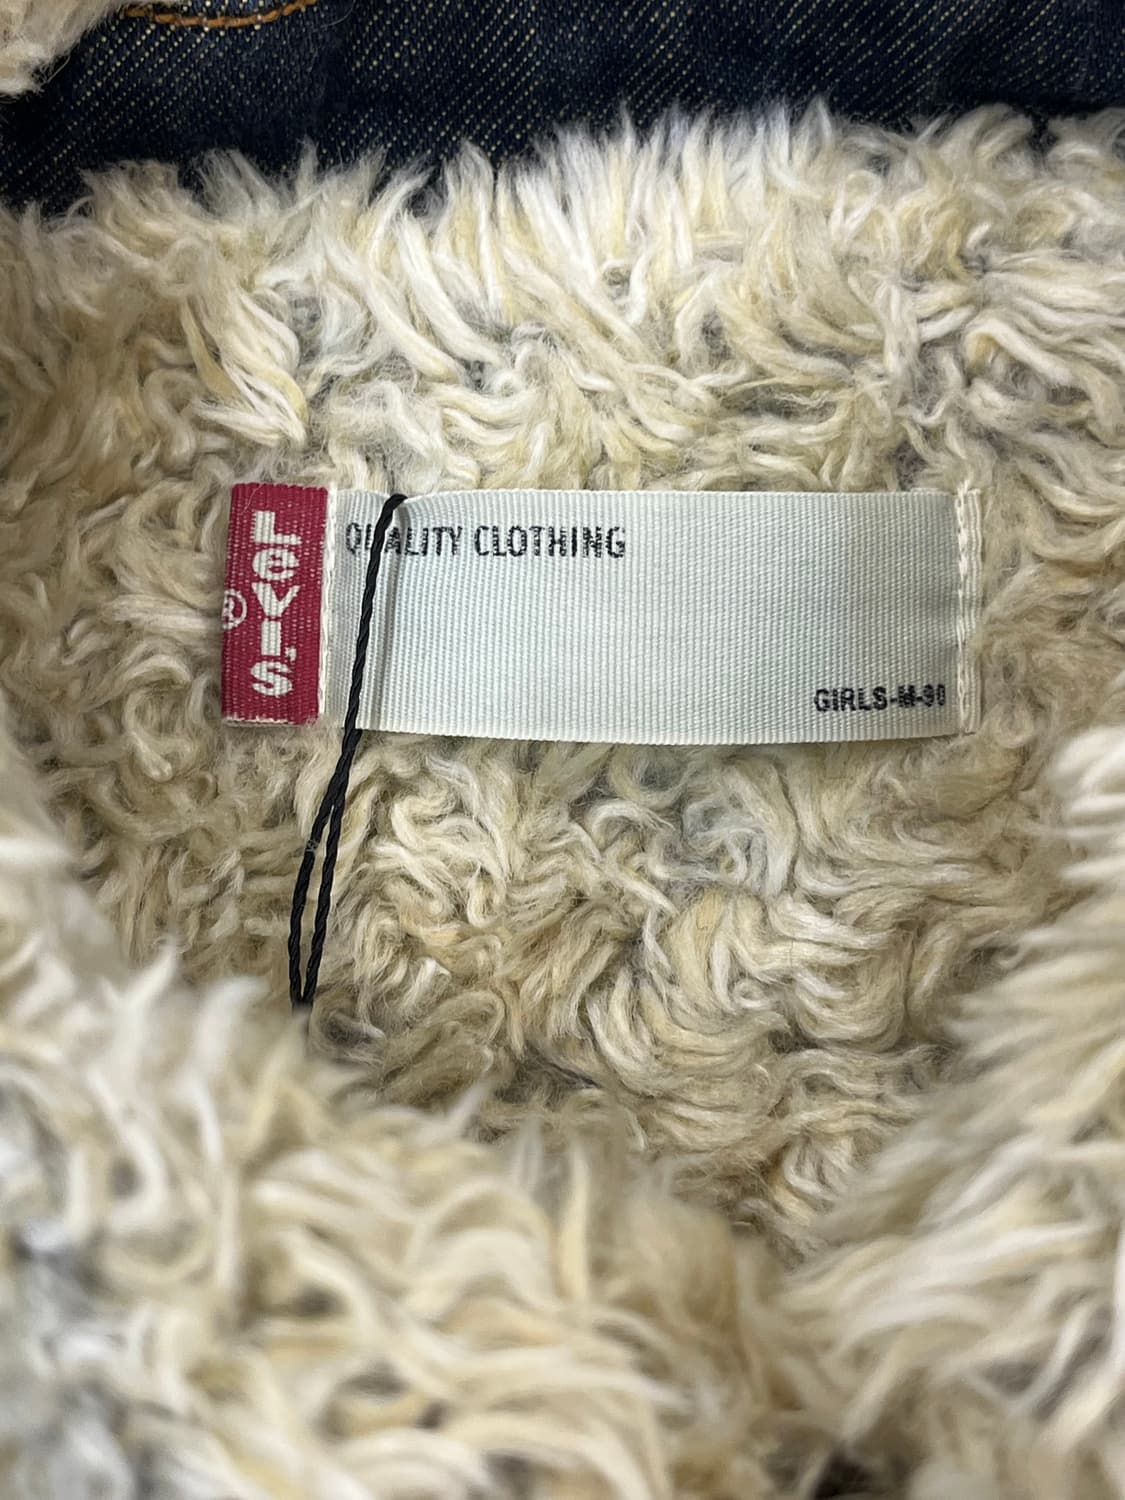 Levi's
®
QUALITY CLOTHING
GIRLS-M-90